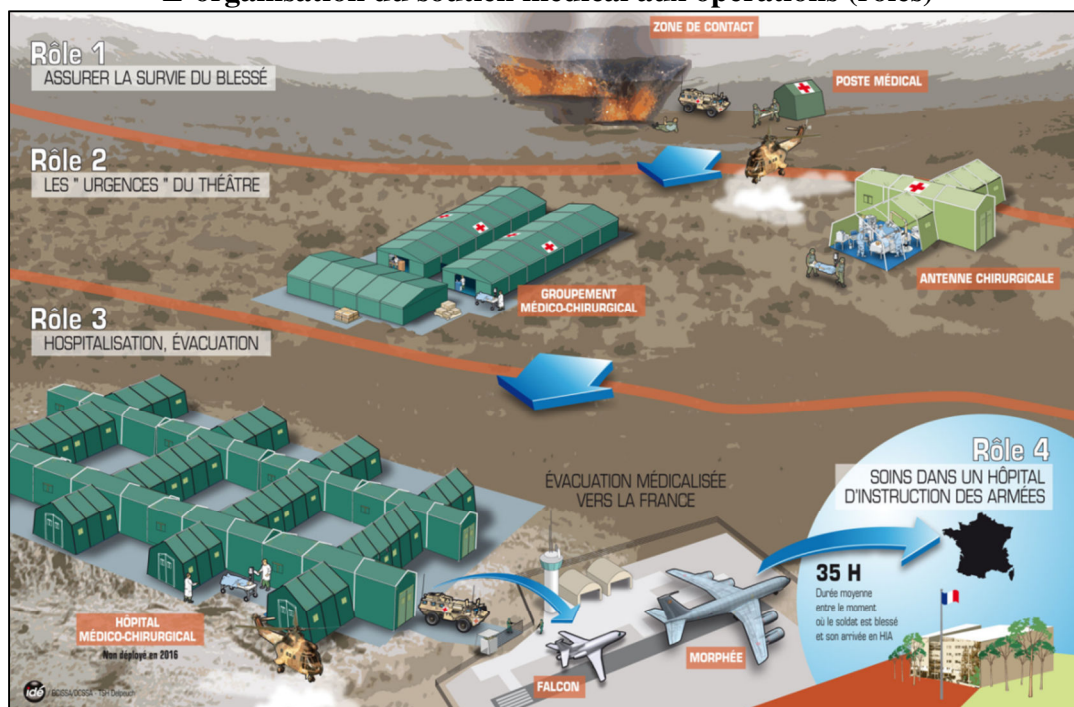 L'organisation du soutien médical aux opérations (rôles)
ZONE DE CONTACT
Rôle 1
ASSURER LA SURVIE DU BLESSÉ
POSTE MÉDICAL
Rôle 2
LES " URGENCES " DU THÉÂTRE
ANTENNE CHIRURGICALE
GROUPEMENT
MÉDICO-CHIRURGICAL
Rôle 3
HOSPITALISATION, ÉVACUATION
Rôle 4
SOINS DANS UN HÔPITAL
D'INSTRUCTION DES ARMÉES
ÉVACUATION MÉDICALISÉE
VERS LA FRANCE
35 H
Durée moyenne
entre le moment
où le soldat est blessé
et son arrivée en HIA
HÔPITAL
MÉDICO-CHIRURGICAL
Non déployé en 2016
MORPHÉE
FALCON
idé